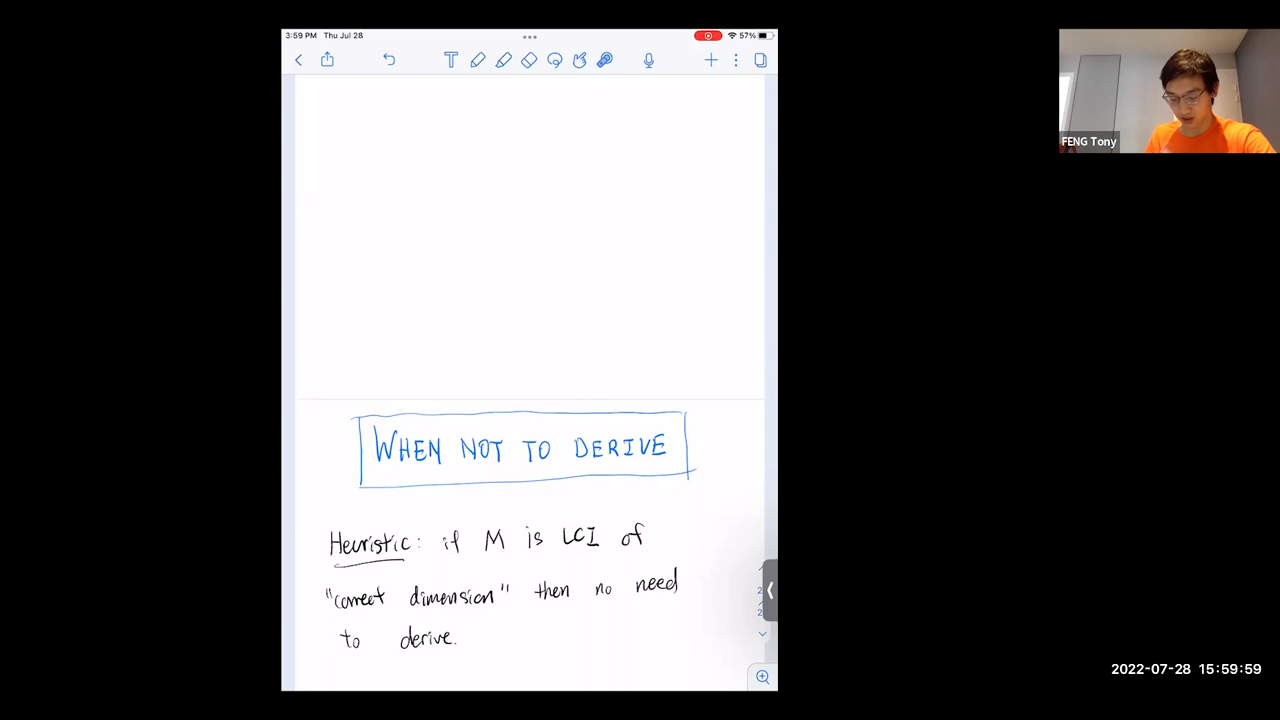 3:59 PM Thu Jul 28
57%
FENG Tony
WHEN NOT TO DERIVE
Heuristic: if M is LCI of
"correct dimension" then no need
to derive.
2022-07-28 15:59:59